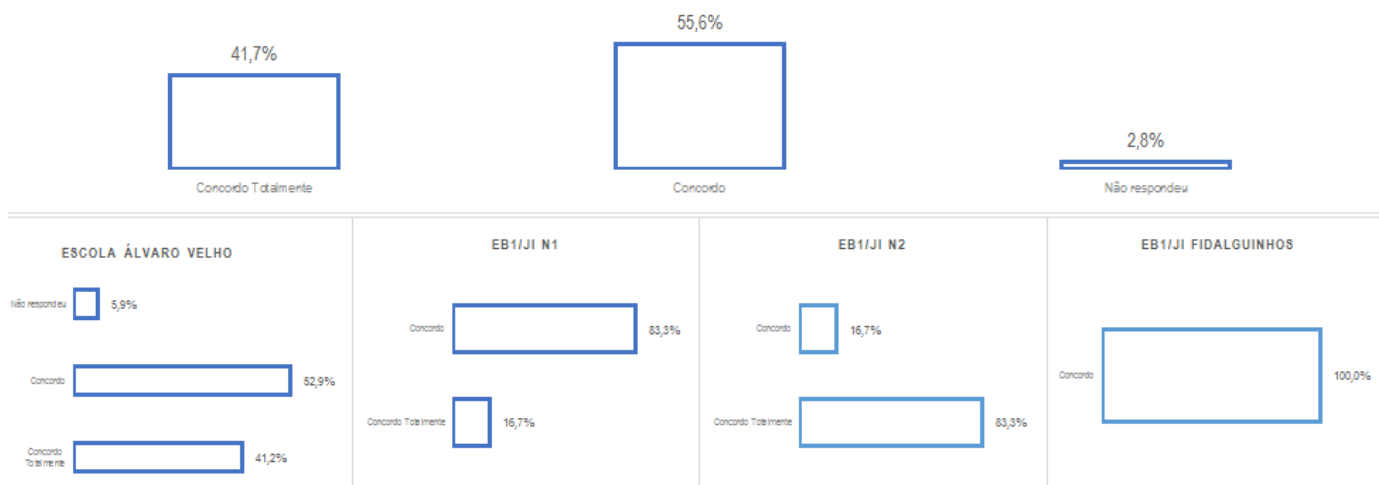 41,7%
Concordo Totalmente
55,6%
Concordo
2,8%
Não respondeu
ESCOLA ÁLVARO VELHO
Não respondeu
5,9%
Concordo
52,9%
Concordo
Totalmente
41,2%
EB1/JI N1
Concordo
83,3%
Concordo Totalmente
16,7%
EB1/JI N2
Concordo
16,7%
Concordo Totalmente
83,3%
EB1/JI FIDALGUINHOS
Concordo
100,0%